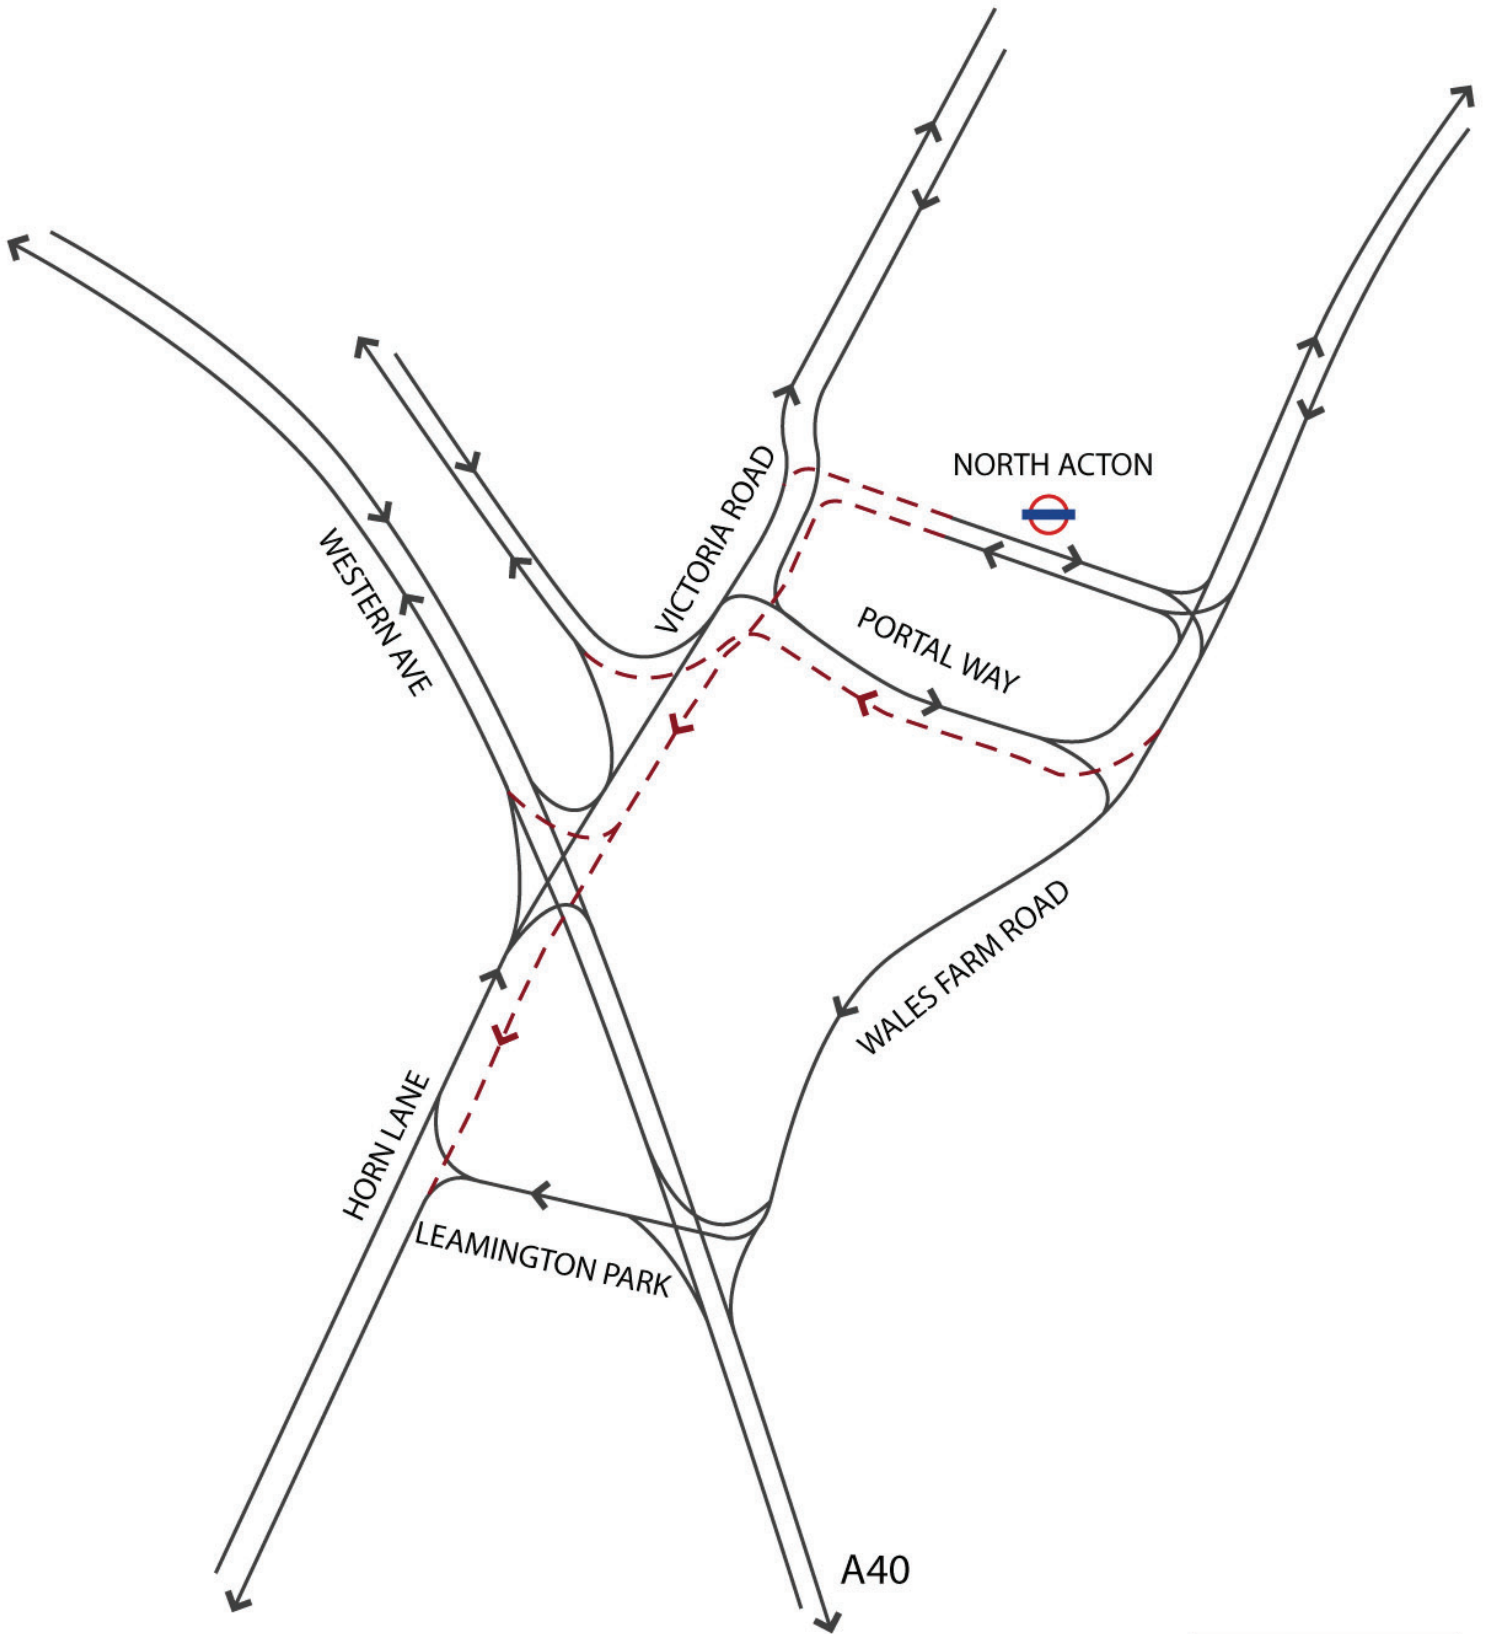 NORTH ACTON
VICTORIA ROAD
WESTERN AVE
PORTAL WAY
WALES FARM ROAD
HORN LANE
LEAMINGTON PARK
A40